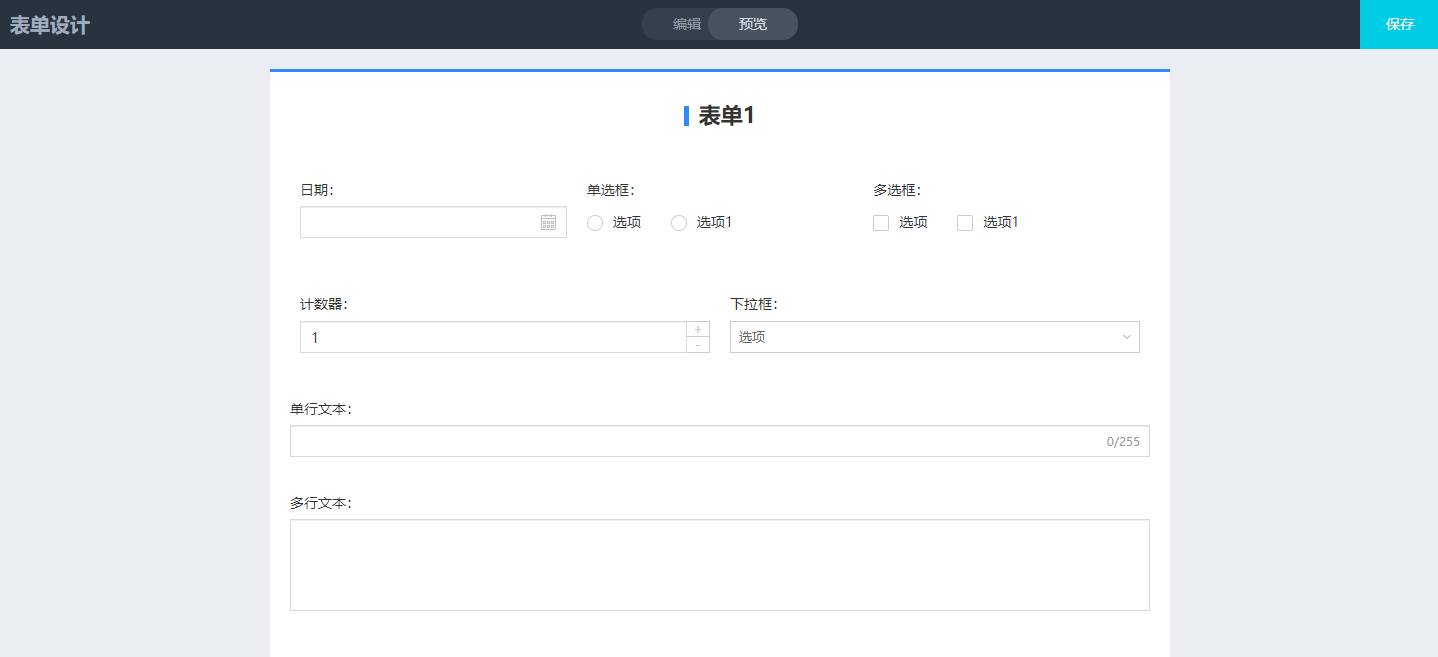 表单设计 编辑 预览 保存
表单1
日期： 单选框： 多选框：
选项 选项1 选项 选项1
计数器： 下拉框：
1 + - 选项
单行文本：
0/255
多行文本：